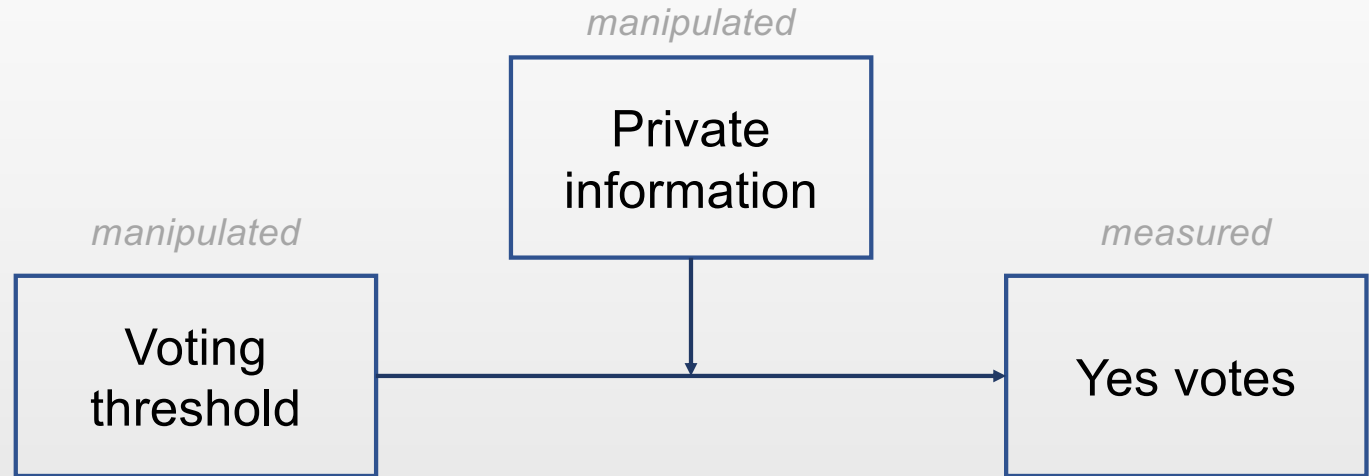 manipulated
Private
information
manipulated
measured
Voting
threshold
Yes votes